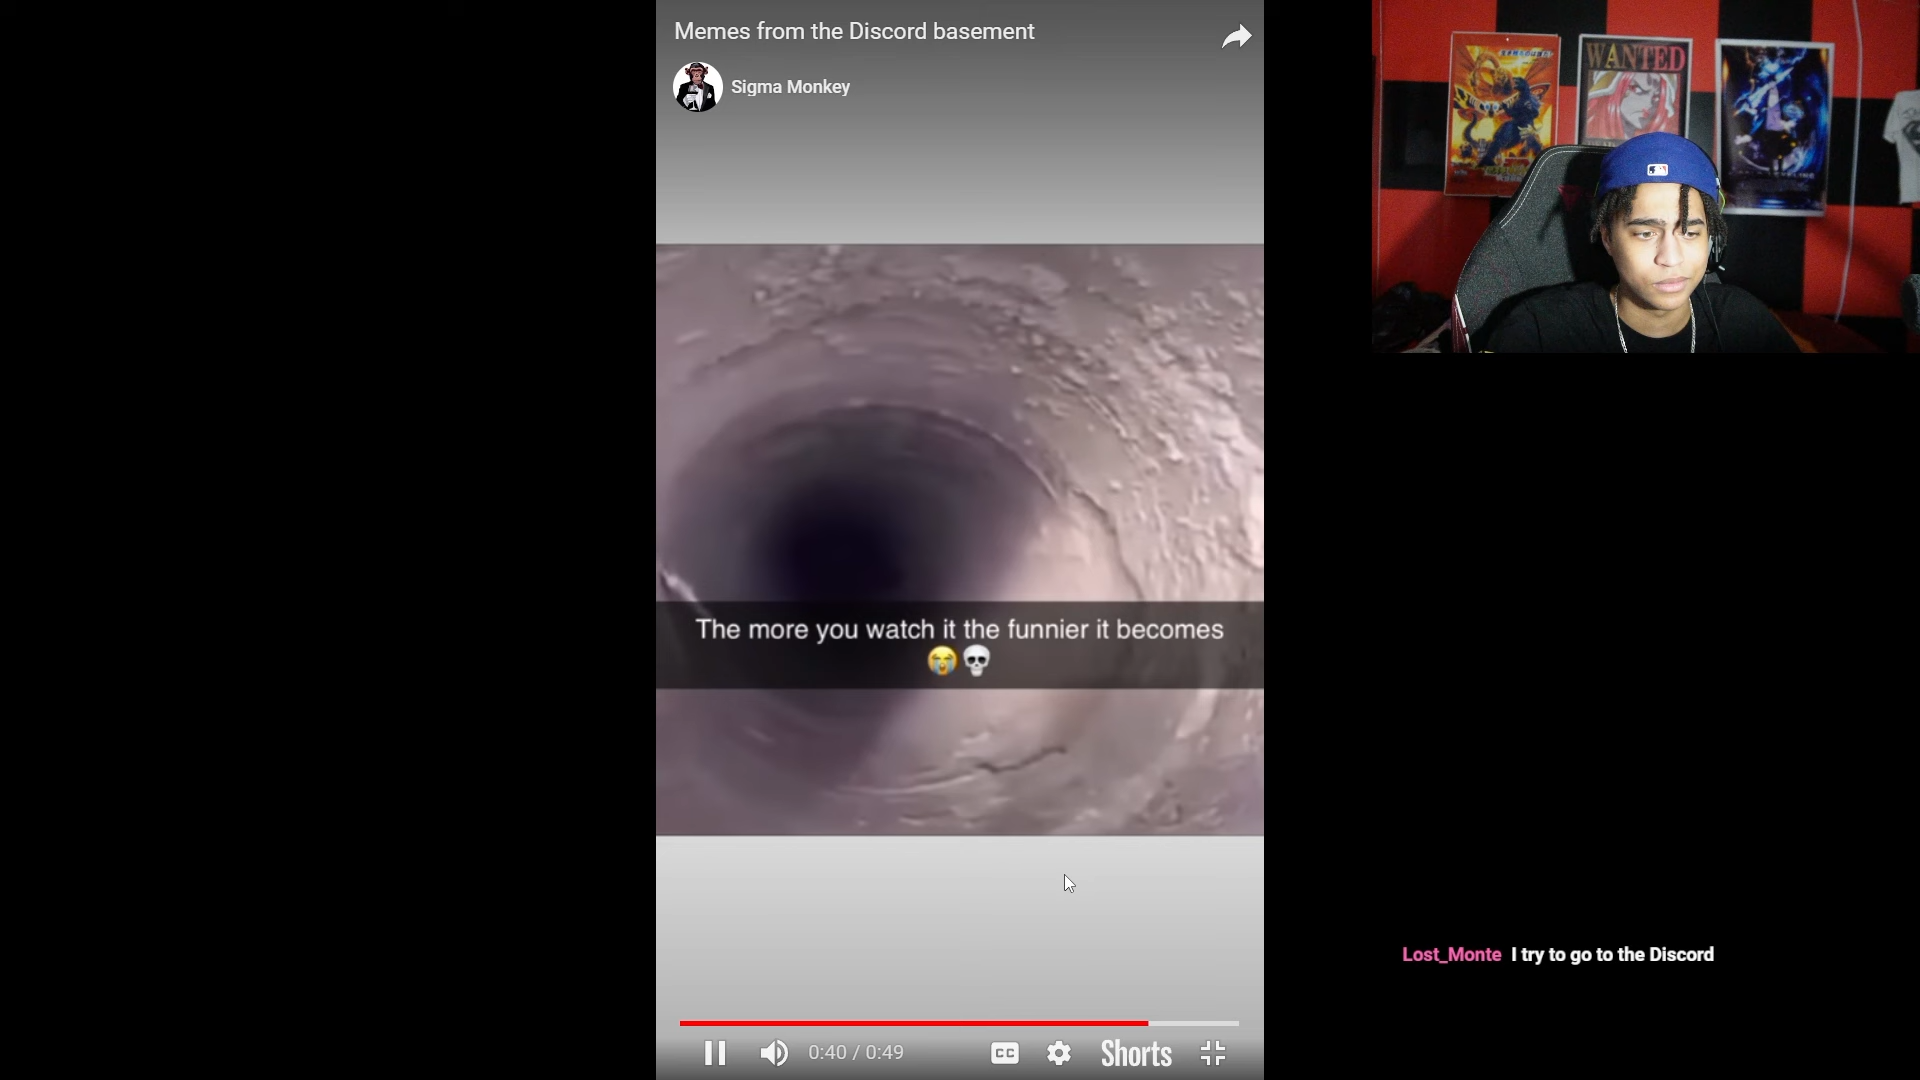 Memes from the Discord basement
Sigma Monkey
WANTED
The more you watch it the funnier it becomes
😭💀
Lost_Monte I try to go to the Discord
0:40 / 0:49
CC
Shorts